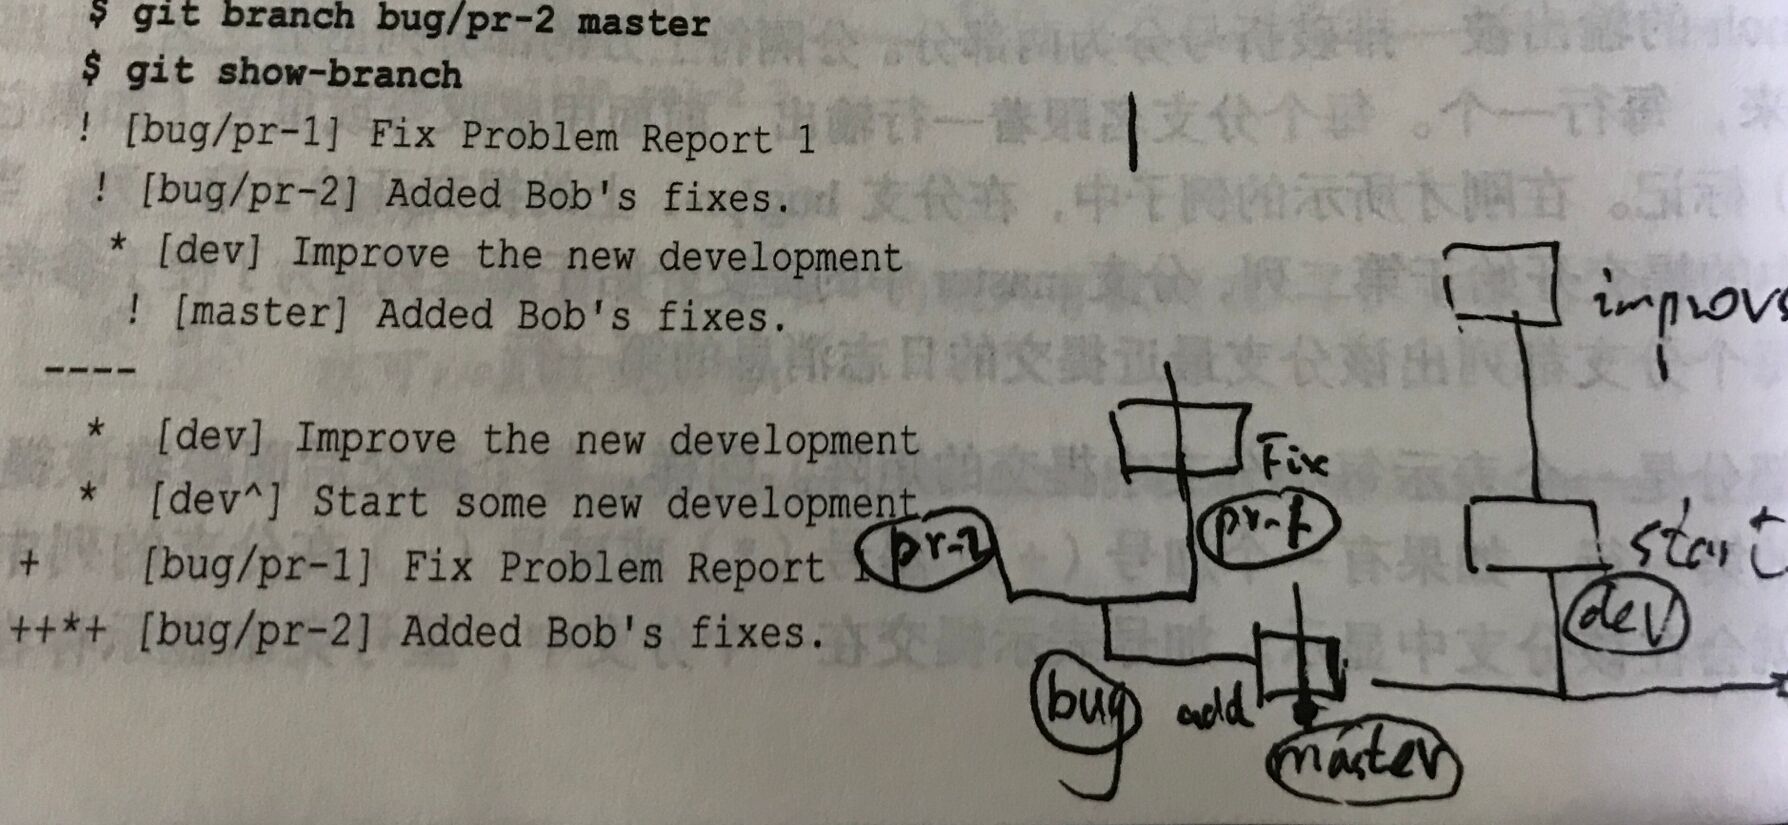 $ git branch bug/pr-2 master
$ git show-branch
! [bug/pr-1] Fix Problem Report 1
! [bug/pr-2] Added Bob's fixes.
* [dev] Improve the new development
! [master] Added Bob's fixes.
----
* [dev] Improve the new development
* [dev^] Start some new development
+ [bug/pr-1] Fix Problem Report 1
++*+ [bug/pr-2] Added Bob's fixes.
improvs
Fix
pr-2
pr-1
start
dev
bug
add
master